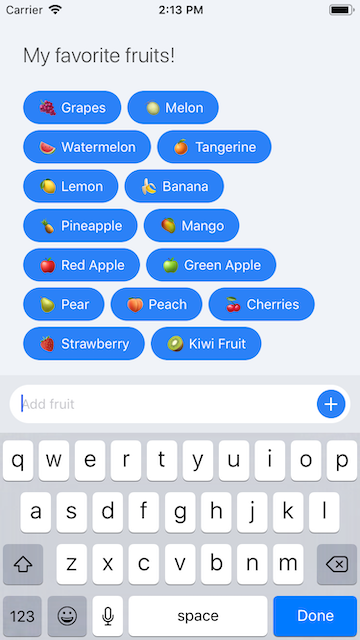 Carrier 2:13 PM
My favorite fruits!
🍇 Grapes 🍈 Melon
🍉 Watermelon 🍊 Tangerine
🍋 Lemon 🍌 Banana
🍍 Pineapple 🥭 Mango
🍎 Red Apple 🍏 Green Apple
🍐 Pear 🍑 Peach 🍒 Cherries
🍓 Strawberry 🥝 Kiwi Fruit
Add fruit
q w e r t y u i o p
a s d f g h j k l
z x c v b n m
123 space Done